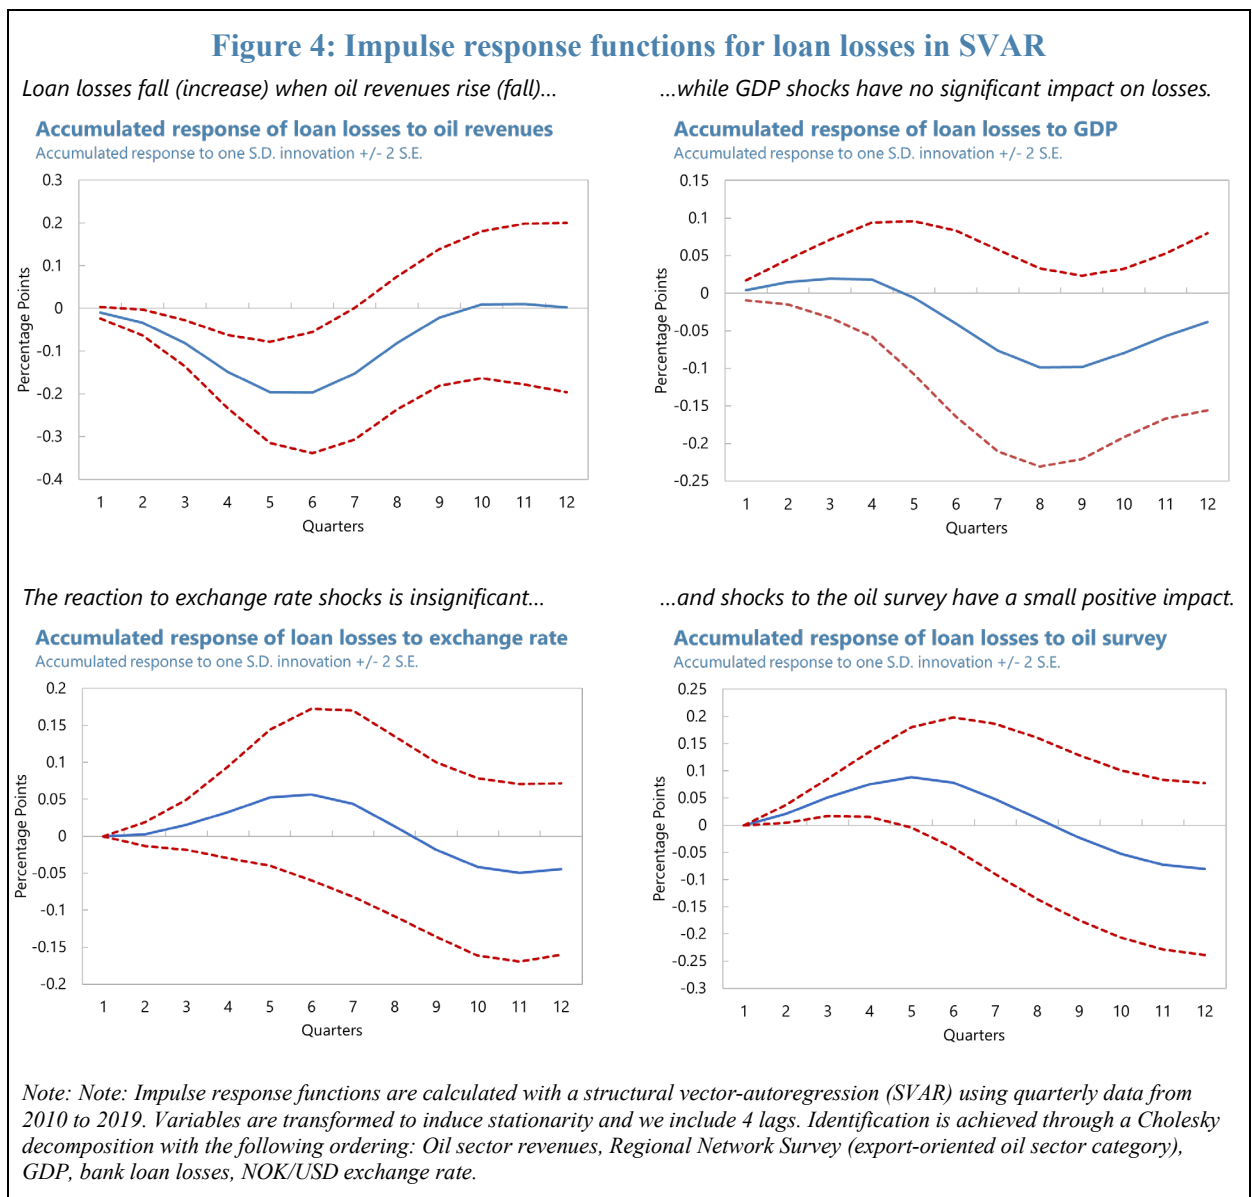 Figure 4: Impulse response functions for loan losses in SVAR
Loan losses fall (increase) when oil revenues rise (fall)...
...while GDP shocks have no significant impact on losses.
Accumulated response of loan losses to oil revenues
Accumulated response to one S.D. innovation +/- 2 S.E.
0.3
0.2
0.1
0
-0.1
-0.2
-0.3
-0.4
Percentage Points
1 2 3 4 5 6 7 8 9 10 11 12
Quarters
Accumulated response of loan losses to GDP
Accumulated response to one S.D. innovation +/- 2 S.E.
0.15
0.1
0.05
0
-0.05
-0.1
-0.15
-0.2
-0.25
Percentage Points
1 2 3 4 5 6 7 8 9 10 11 12
Quarters
The reaction to exchange rate shocks is insignificant...
...and shocks to the oil survey have a small positive impact.
Accumulated response of loan losses to exchange rate
Accumulated response to one S.D. innovation +/- 2 S.E.
0.2
0.15
0.1
0.05
0
-0.05
-0.1
-0.15
-0.2
Percentage Points
1 2 3 4 5 6 7 8 9 10 11 12
Quarters
Accumulated response of loan losses to oil survey
Accumulated response to one S.D. innovation +/- 2 S.E.
0.25
0.2
0.15
0.1
0.05
0
-0.05
-0.1
-0.15
-0.2
-0.25
-0.3
Percentage Points
1 2 3 4 5 6 7 8 9 10 11 12
Quarters
Note: Note: Impulse response functions are calculated with a structural vector-autoregression (SVAR) using quarterly data from
2010 to 2019. Variables are transformed to induce stationarity and we include 4 lags. Identification is achieved through a Cholesky
decomposition with the following ordering: Oil sector revenues, Regional Network Survey (export-oriented oil sector category),
GDP, bank loan losses, NOK/USD exchange rate.